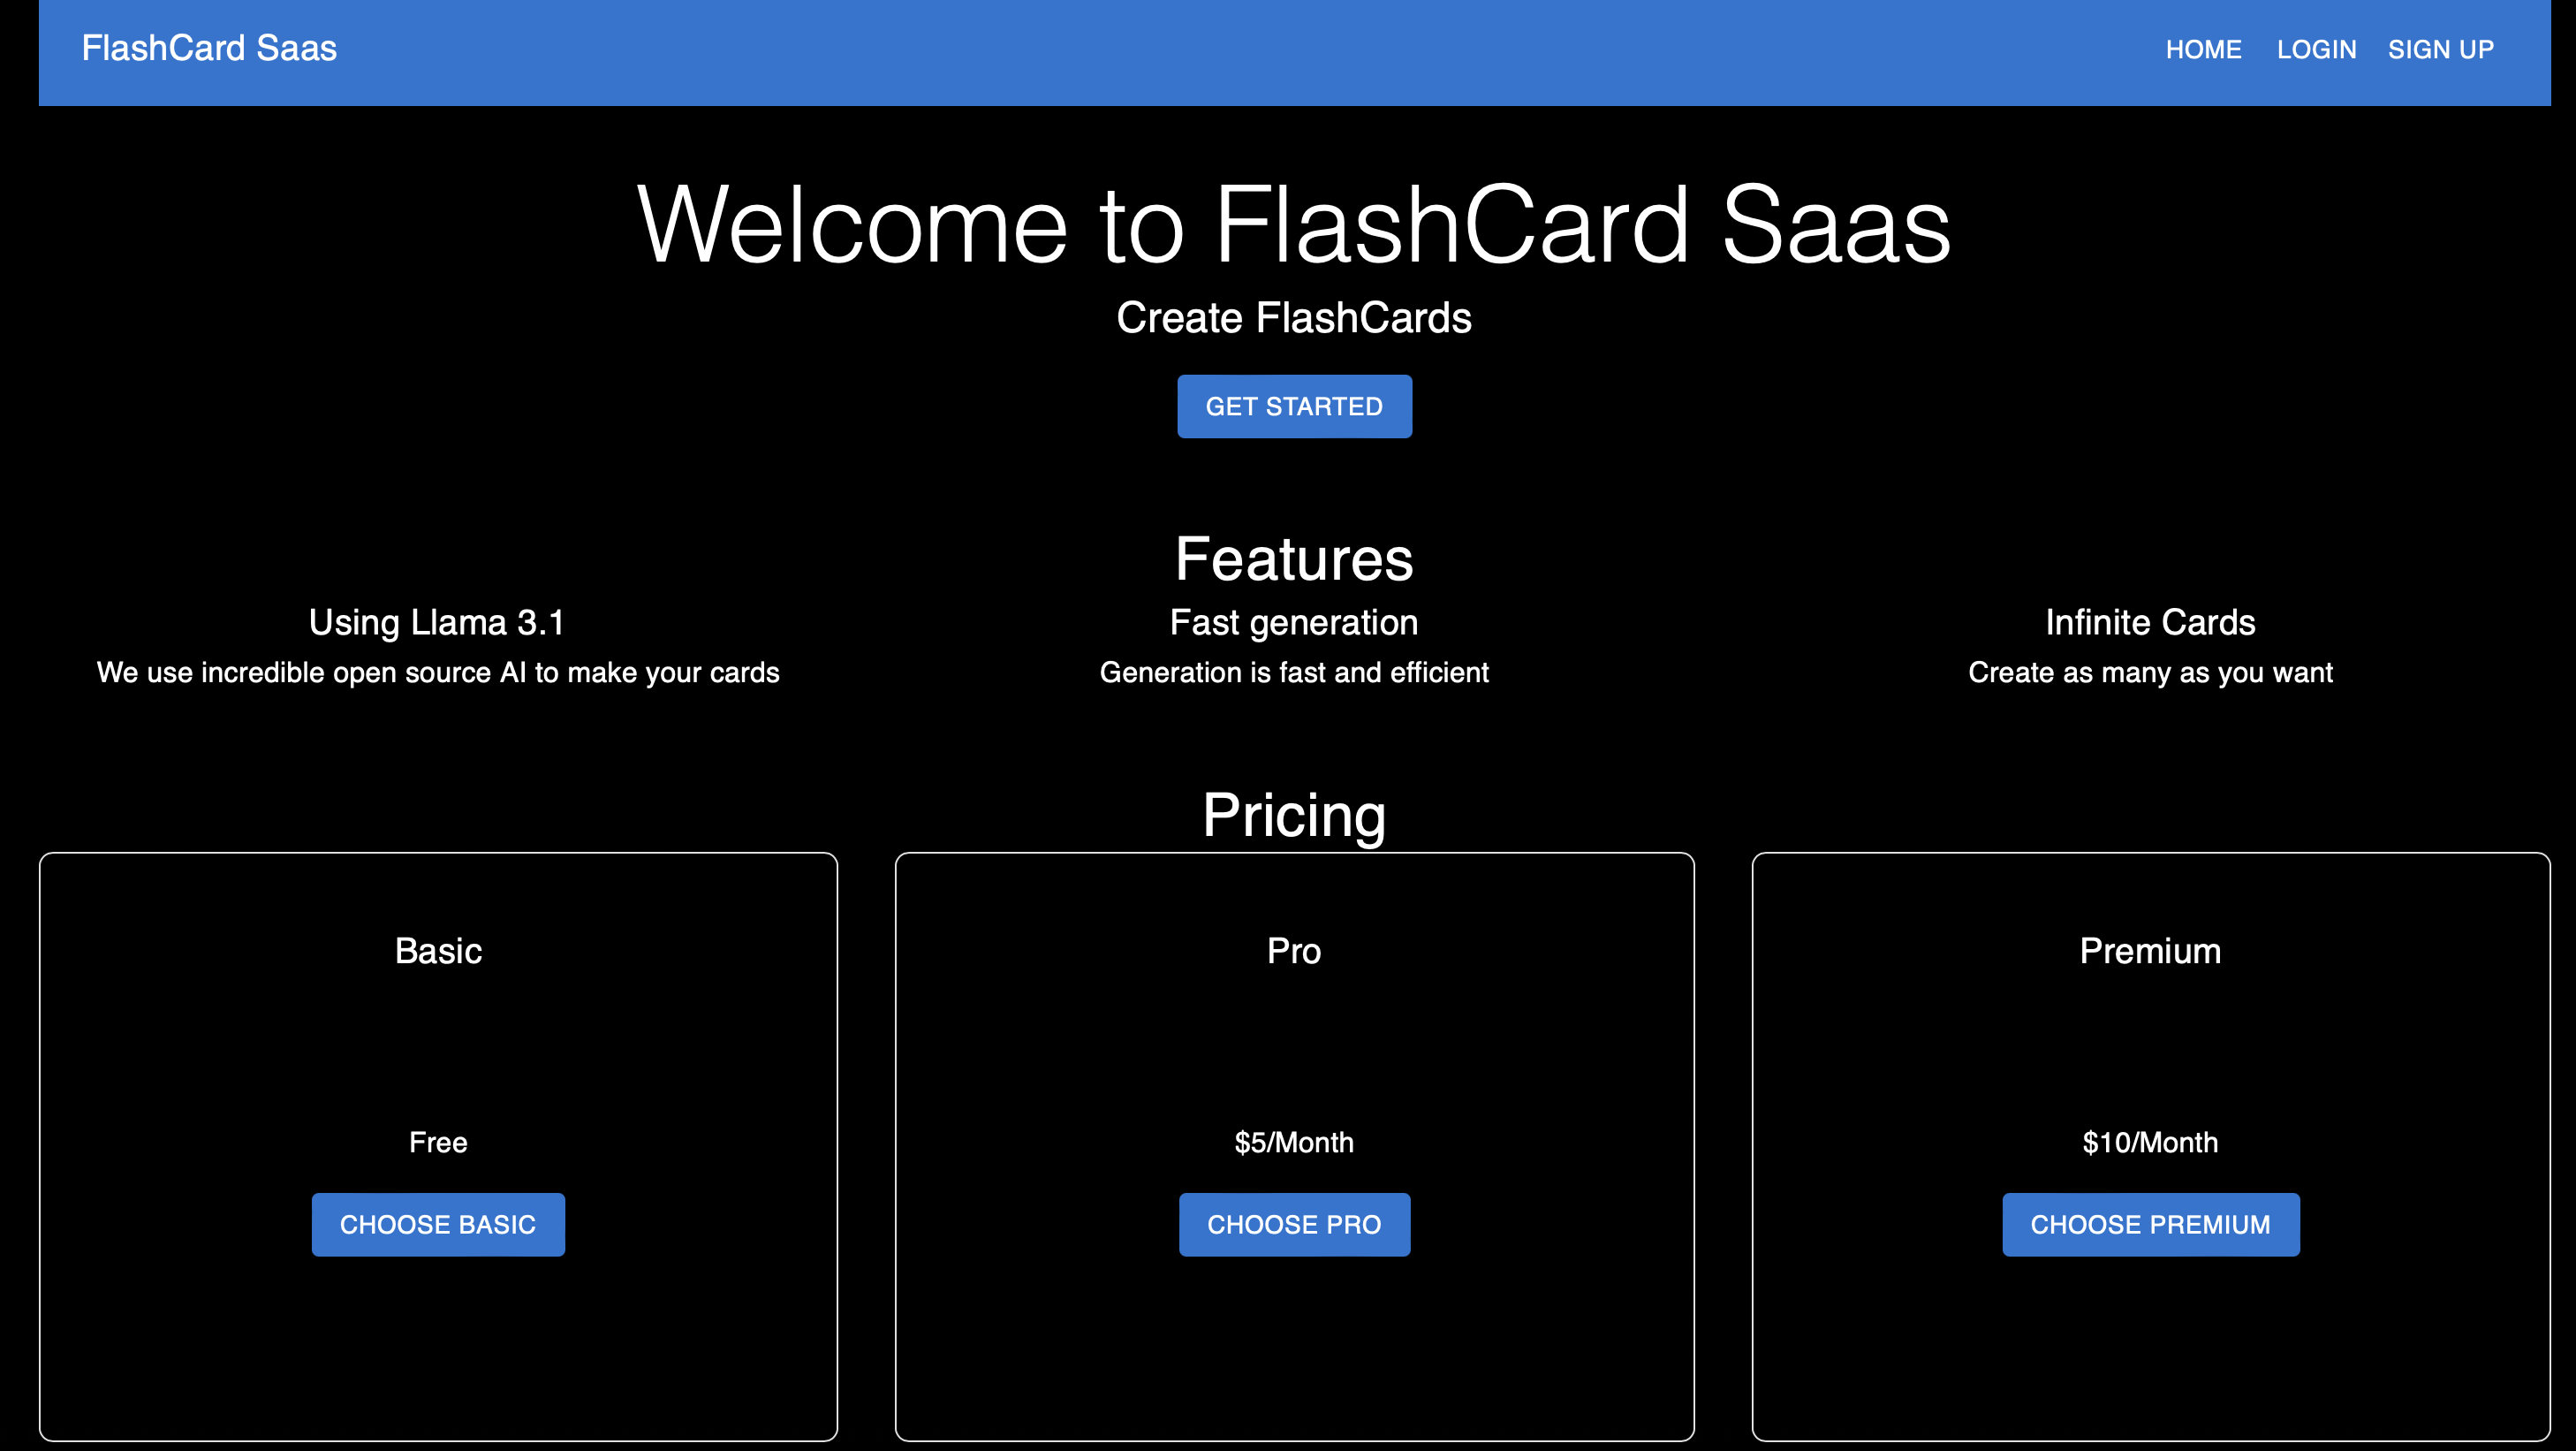 FlashCard Saas
HOME LOGIN SIGN UP
Welcome to FlashCard Saas
Create FlashCards
GET STARTED
Features
Using Llama 3.1
We use incredible open source AI to make your cards
Fast generation
Generation is fast and efficient
Infinite Cards
Create as many as you want
Pricing
Basic
Free
CHOOSE BASIC
Pro
$5/Month
CHOOSE PRO
Premium
$10/Month
CHOOSE PREMIUM